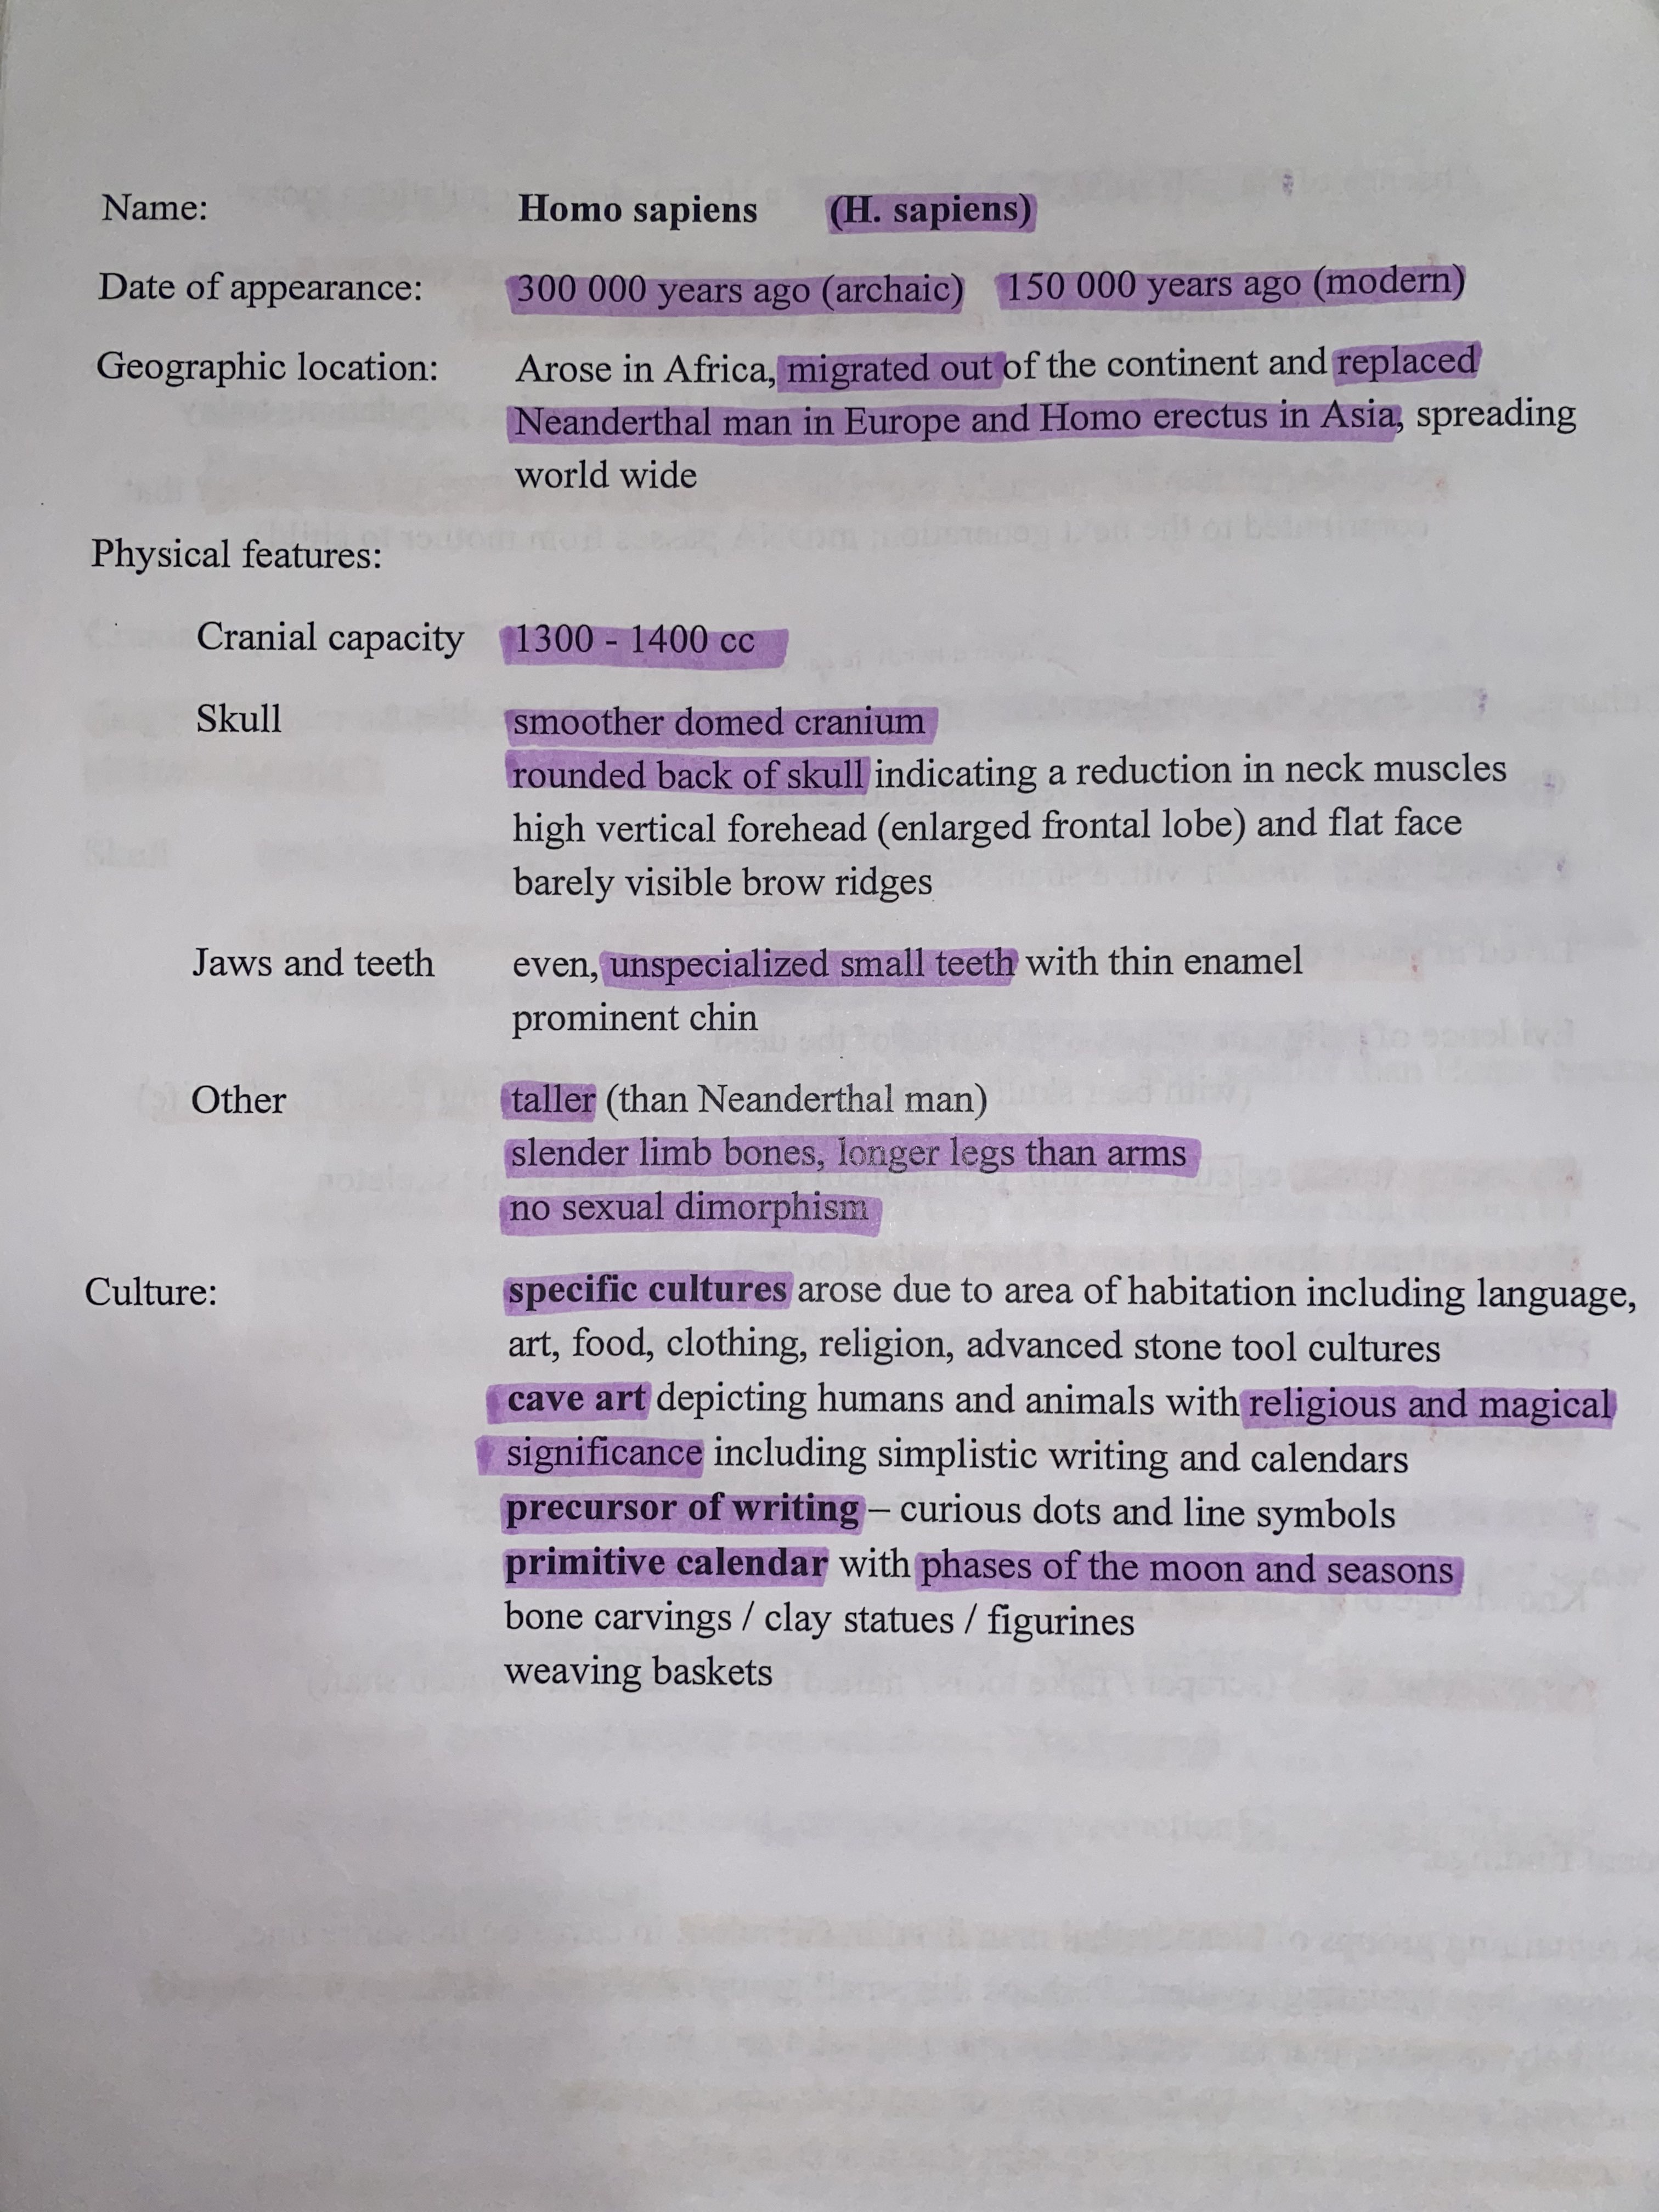 Name: Homo sapiens (H. sapiens)
Date of appearance: 300 000 years ago (archaic) 150 000 years ago (modern)
Geographic location: Arose in Africa, migrated out of the continent and replaced
Neanderthal man in Europe and Homo erectus in Asia, spreading
world wide
Physical features:
Cranial capacity 1300 - 1400 cc
Skull smoother domed cranium
rounded back of skull indicating a reduction in neck muscles
high vertical forehead (enlarged frontal lobe) and flat face
barely visible brow ridges
Jaws and teeth even, unspecialized small teeth with thin enamel
prominent chin
Other taller (than Neanderthal man)
slender limb bones, longer legs than arms
no sexual dimorphism
Culture: specific cultures arose due to area of habitation including language,
art, food, clothing, religion, advanced stone tool cultures
cave art depicting humans and animals with religious and magical
significance including simplistic writing and calendars
precursor of writing – curious dots and line symbols
primitive calendar with phases of the moon and seasons
bone carvings / clay statues / figurines
weaving baskets